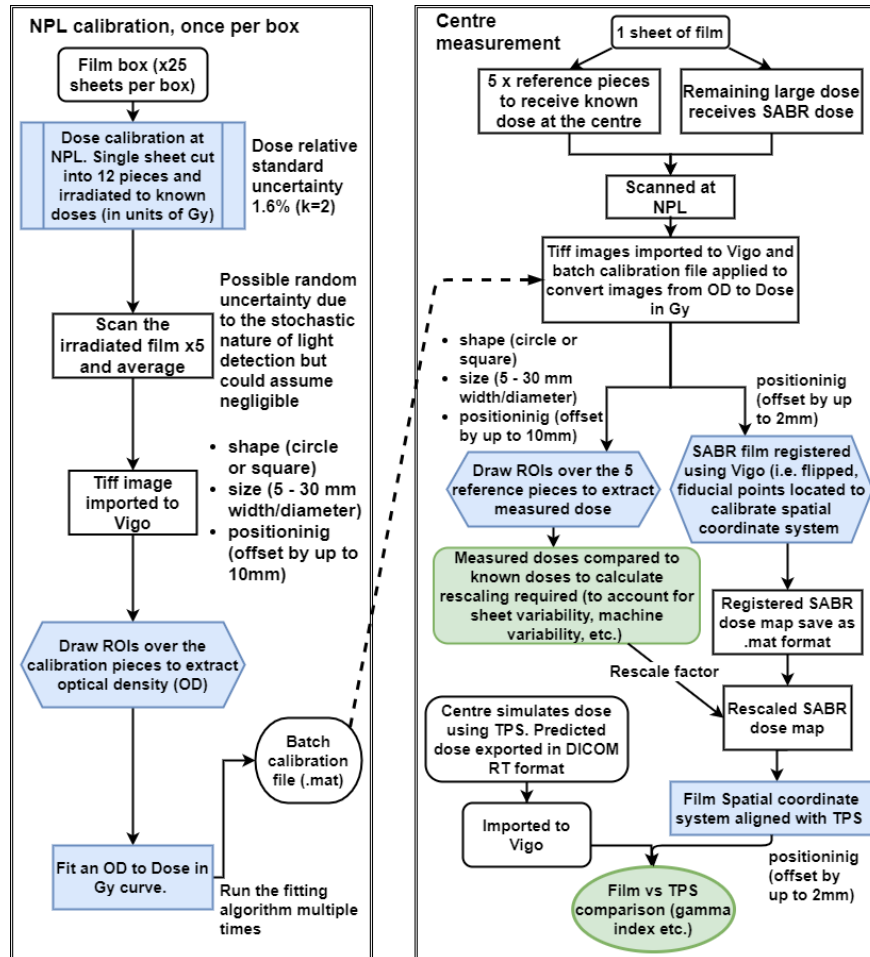 NPL calibration, once per box
Film box (x25
sheets per box)
Dose calibration at
NPL. Single sheet cut
into 12 pieces and
irradiated to known
doses (in units of Gy)
Dose relative
standard
uncertainty
1.6% (k=2)
Scan the
irradiated film x5
and average
Possible random
uncertainty due
to the stochastic
nature of light
detection but
could assume
negligible
Tiff image
imported to
Vigo
• shape (circle
or square)
• size (5 - 30 mm
width/diameter)
• positioninig
(offset by up to
10mm)
Draw ROIs over the
calibration pieces to extract
optical density (OD)
Batch
calibration
file (.mat)
Fit an OD to Dose in
Gy curve.
Run the fitting
algorithm multiple
times
Centre
measurement
1 sheet of film
5 x reference pieces
to receive known
dose at the centre
Remaining large dose
receives SABR dose
Scanned at
NPL
Tiff images imported to Vigo and
batch calibration file applied to
convert images from OD to Dose
in Gy
• shape (circle or
square)
• size (5 - 30 mm
width/diameter)
• positioninig (offset
by up to 10mm)
positioninig
(offset by up
to 2mm)
Draw ROIs over the 5
reference pieces to extract
measured dose
SABR film registered
using Vigo (i.e. flipped,
fiducial points located to
calibrate spatial
coordinate system
Measured doses compared to
known doses to calculate
rescaling required (to account for
sheet variability, machine
variability, etc.)
Registered SABR
dose map save as
.mat format
Rescale factor
Rescaled SABR
dose map
Centre simulates dose
using TPS. Predicted
dose exported in DICOM
RT format
Imported to
Vigo
Film Spatial coordinate
system aligned with TPS
positioninig
(offset by
up to 2mm)
Film vs TPS
comparison (gamma
index etc.)